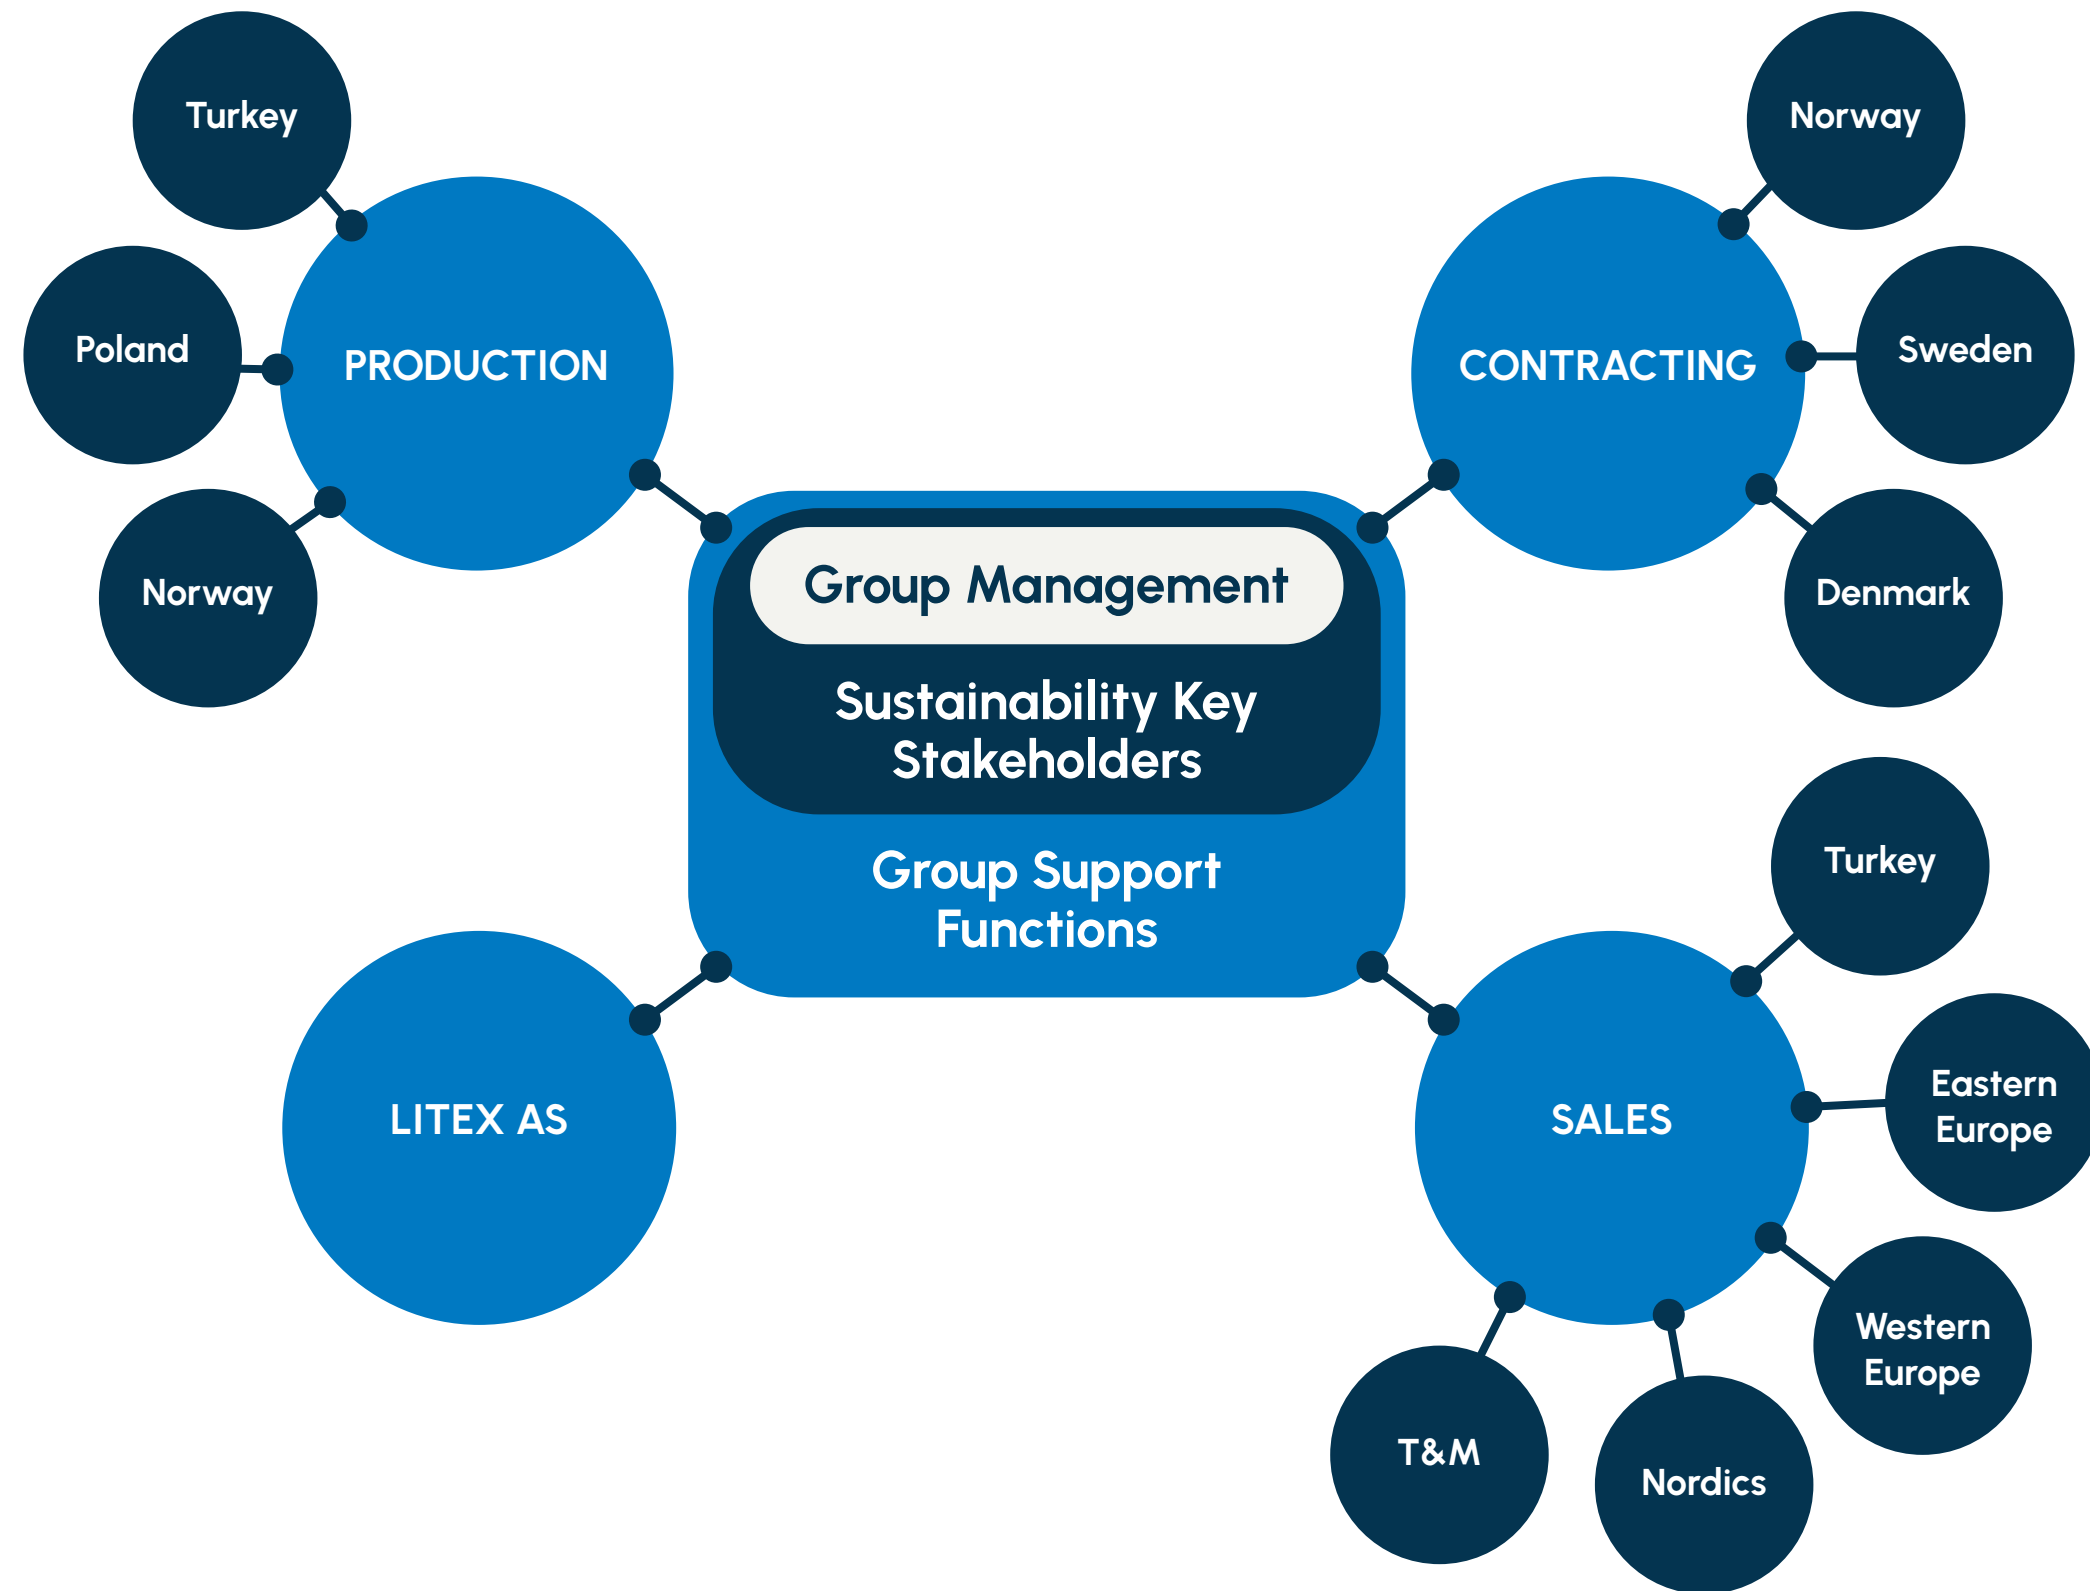 Turkey
Poland
Norway
PRODUCTION
CONTRACTING
Norway
Sweden
Denmark
Group Management
Sustainability Key
Stakeholders
Group Support
Functions
LITEX AS
SALES
Turkey
Eastern
Europe
Western
Europe
Nordics
T&M